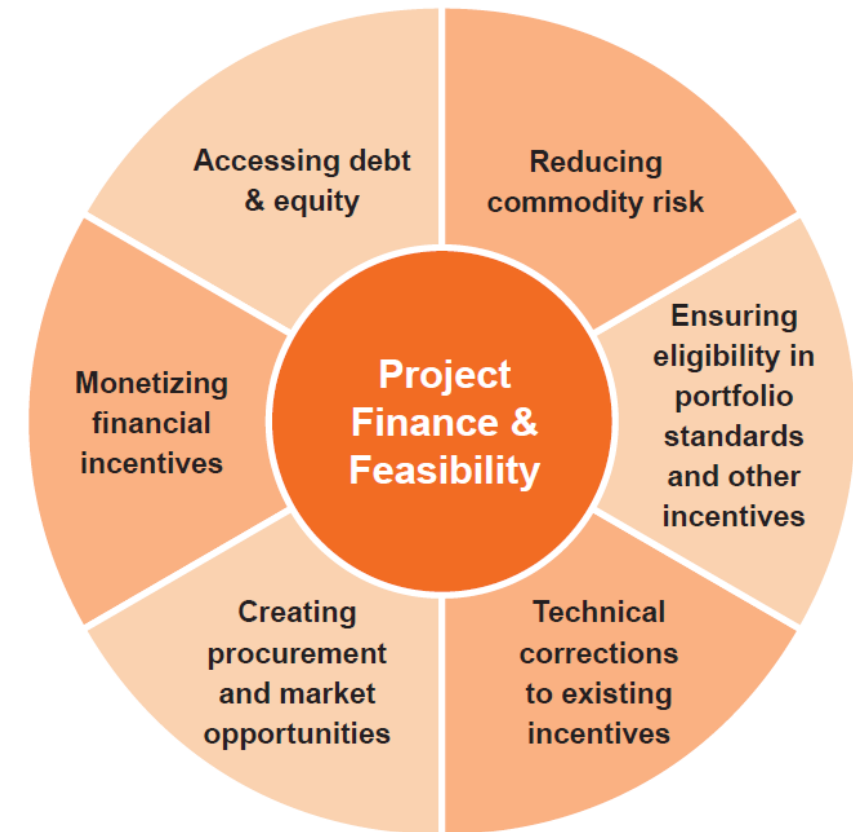 Accessing debt
& equity
Reducing
commodity risk
Ensuring
eligibility in
portfolio
standards
and other
incentives
Technical
corrections
to existing
incentives
Creating
procurement
and market
opportunities
Monetizing
financial
incentives
Project
Finance &
Feasibility